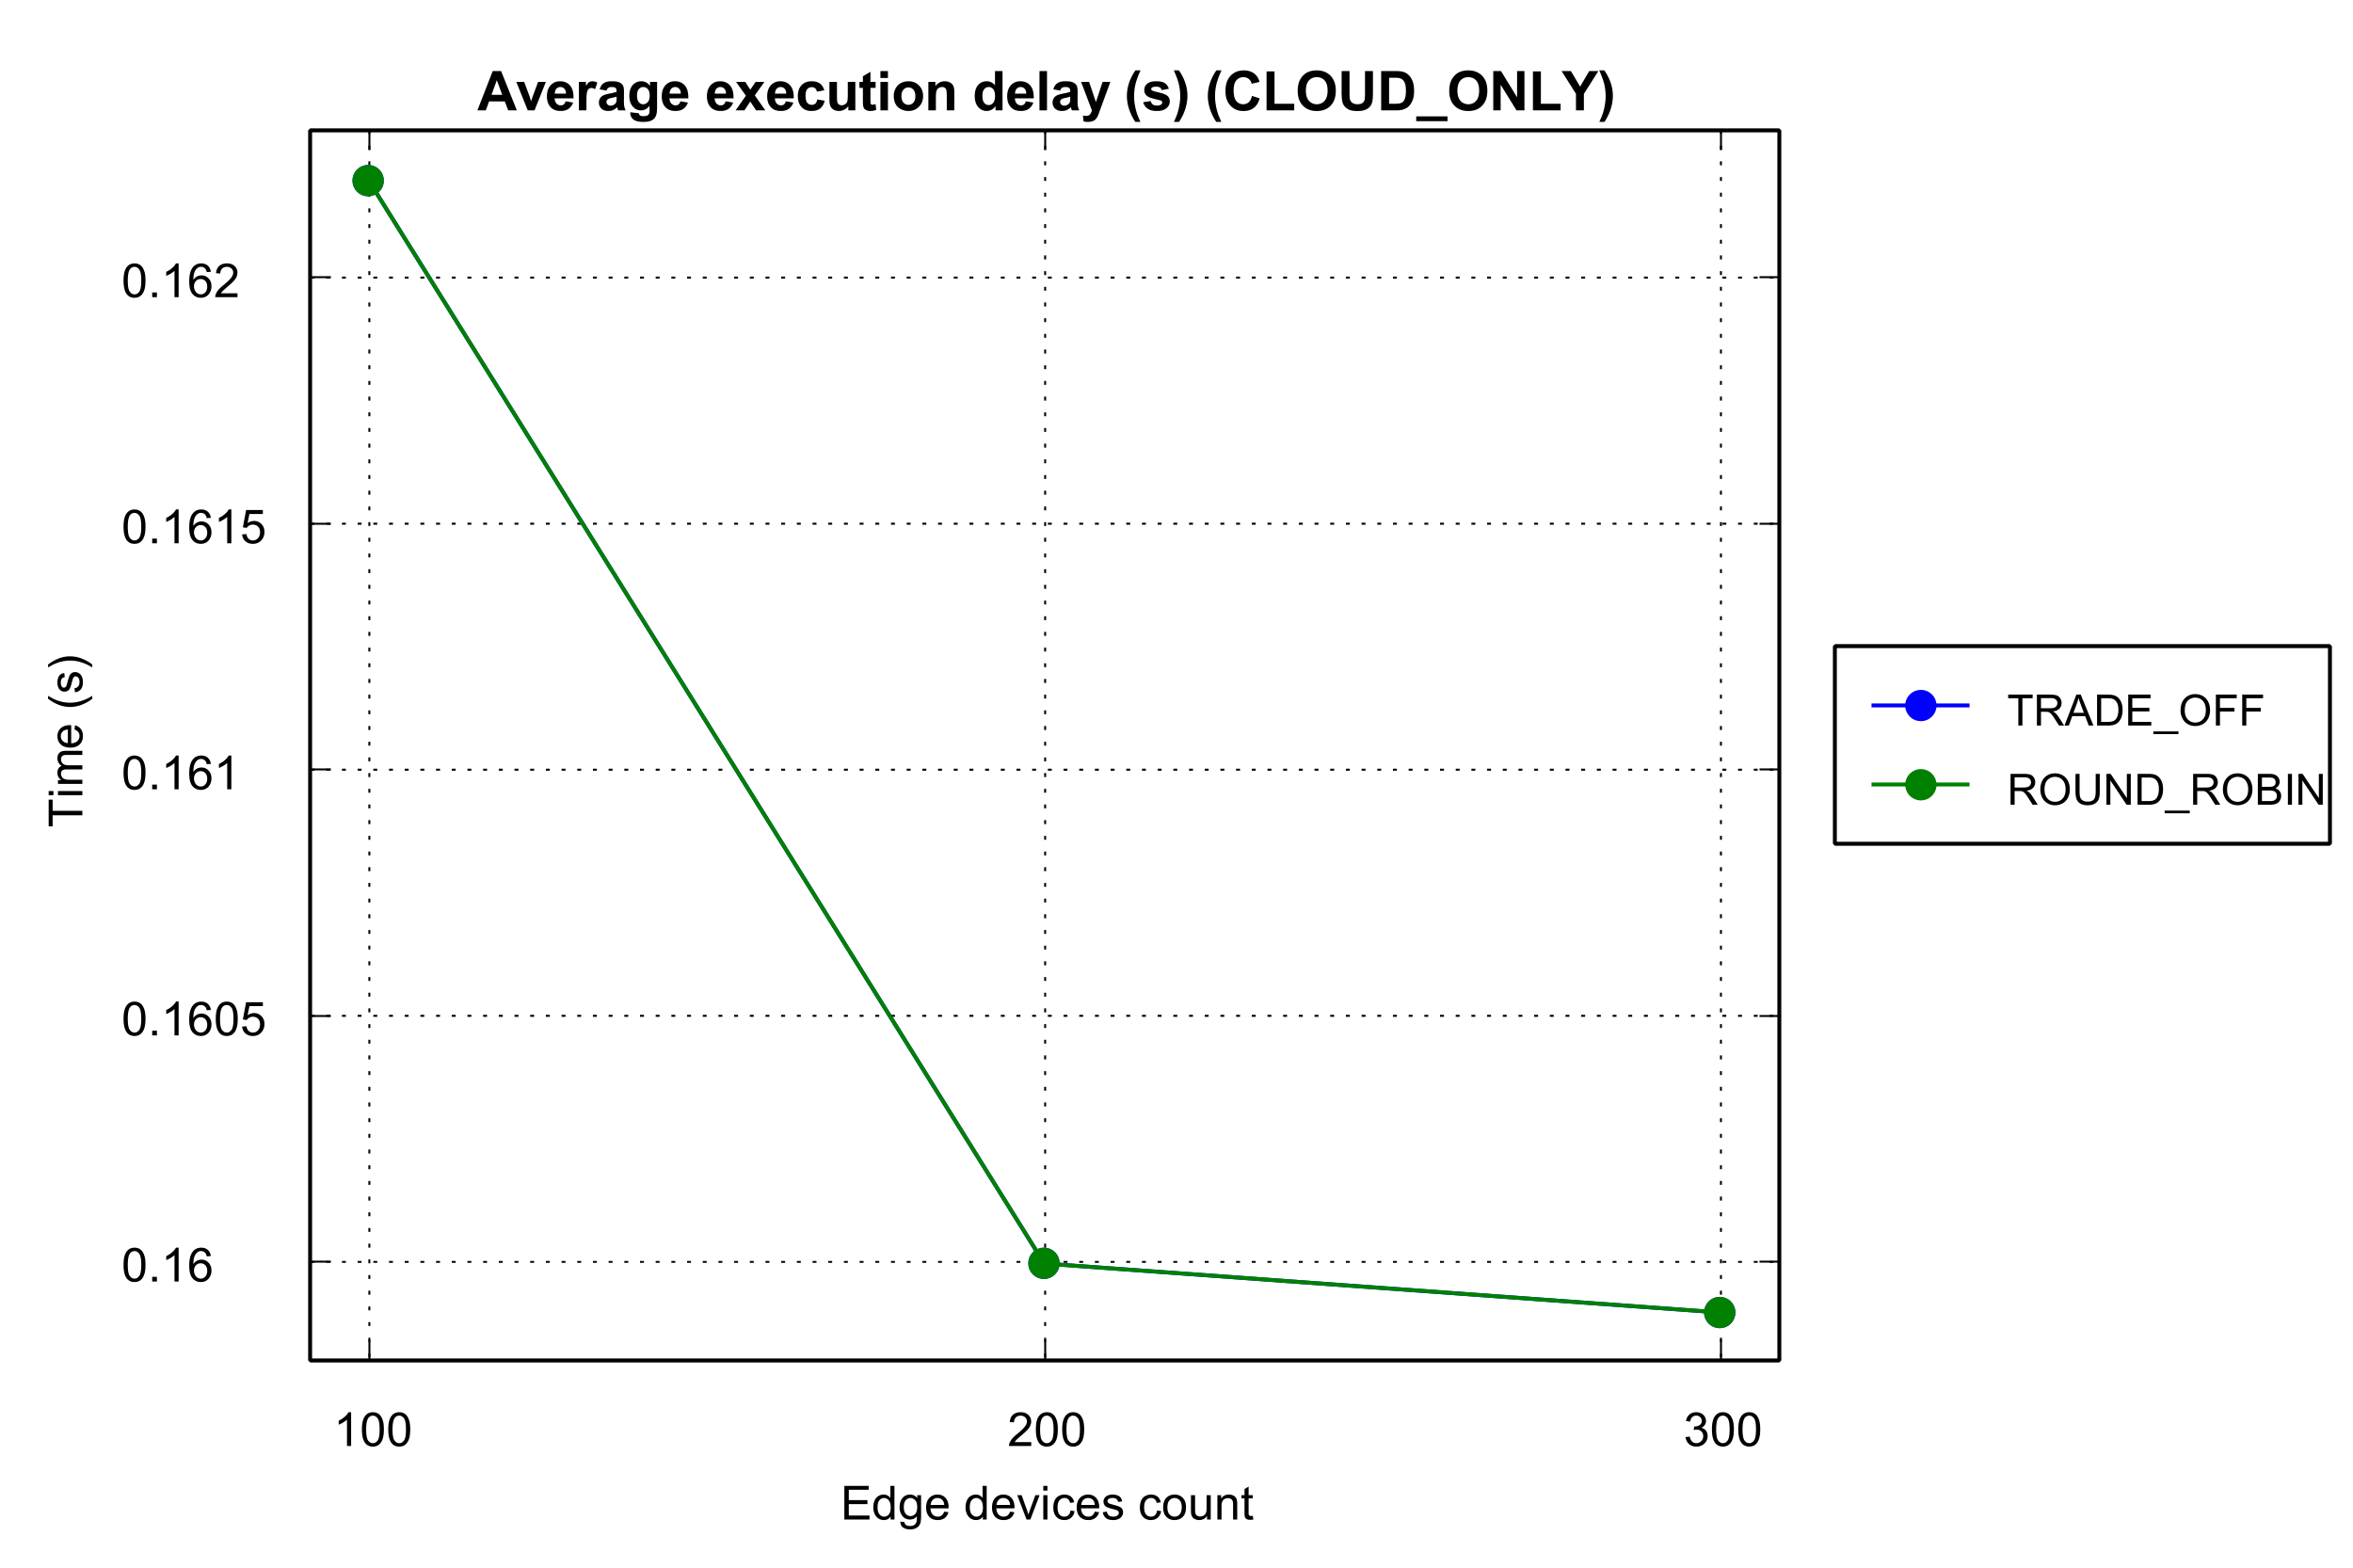 Average execution delay (s) (CLOUD_ONLY)
0.162
0.1615
0.161
0.1605
0.16
Time (s)
100
200
300
Edge devices count
TRADE_OFF
ROUND_ROBIN